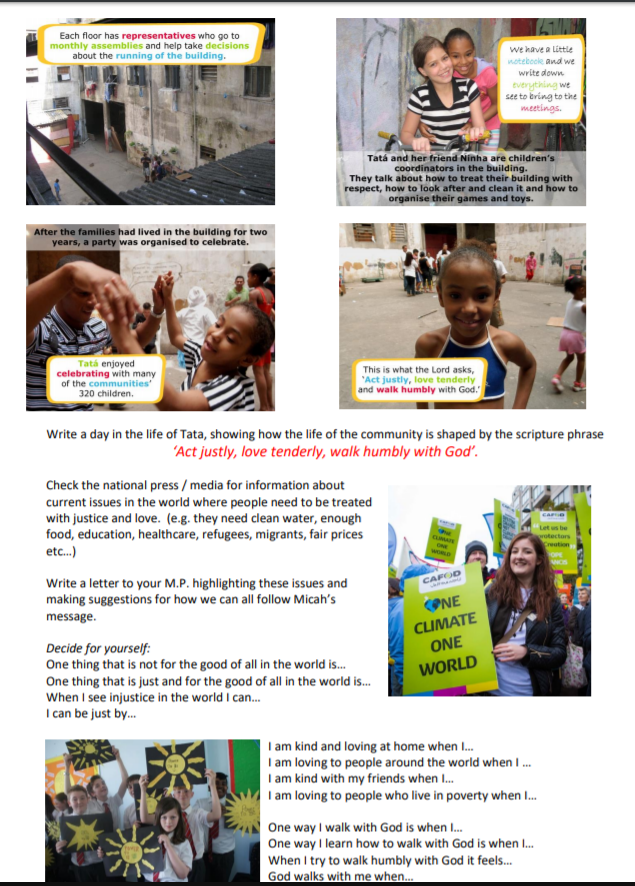 Each floor has representatives who go to
monthly assemblies and help take decisions
about the running of the building.
We have a little
notebook and we
write down
everything we
see to bring to the
meetings.
Tatá and her friend Ninha are children's
coordinators in the building.
They talk about how to treat their building with
respect, how to look after and clean it and how to
organise their games and toys.
After the families had lived in the building for two
years, a party was organised to celebrate.
Tatá enjoyed
celebrating with many
of the communities'
320 children.
This is what the Lord asks,
'Act justly, love tenderly
and walk humbly with God.'
Write a day in the life of Tata, showing how the life of the community is shaped by the scripture phrase
'Act justly, love tenderly, walk humbly with God'.
Check the national press / media for information about
current issues in the world where people need to be treated
with justice and love. (e.g. they need clean water, enough
food, education, healthcare, refugees, migrants, fair prices
etc…)
Write a letter to your M.P. highlighting these issues and
making suggestions for how we can all follow Micah's
message.
Decide for yourself:
One thing that is not for the good of all in the world is…
One thing that is just and for the good of all in the world is…
When I see injustice in the world I can…
I can be just by…
ONE
CLIMATE
ONE
WORLD
CAFOD
Let us be
protectors
Creation
CAFOD
ONE
CLIMATE
ONE
WORLD
I am kind and loving at home when I…
I am loving to people around the world when I …
I am kind with my friends when I…
I am loving to people who live in poverty when I…
One way I walk with God is when I…
One way I learn how to walk with God is when I…
When I try to walk humbly with God it feels…
God walks with me when…